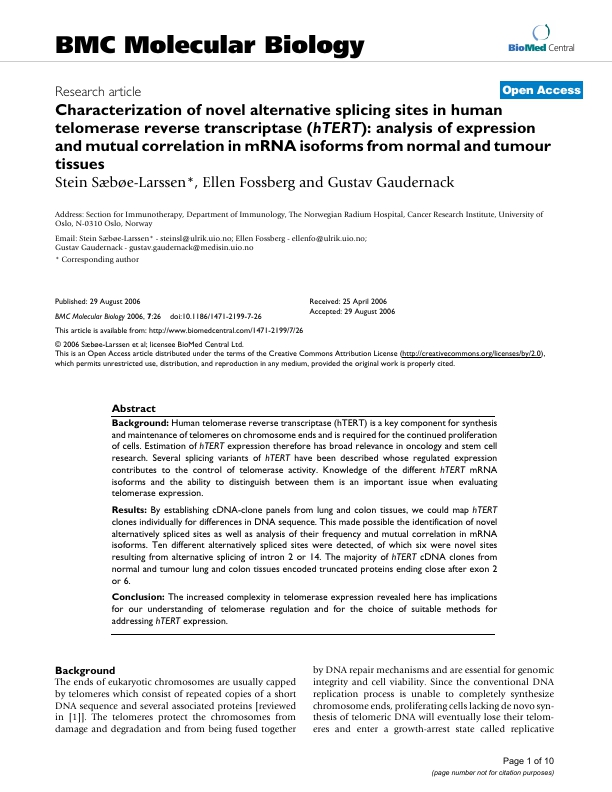 BMC Molecular Biology
BioMed Central
Open Access
Research article
Characterization of novel alternative splicing sites in human
telomerase reverse transcriptase (hTERT): analysis of expression
and mutual correlation in mRNA isoforms from normal and tumour
tissues
Stein Sæbøe-Larssen*, Ellen Fossberg and Gustav Gaudernack
Address: Section for Immunotherapy, Department of Immunology, The Norwegian Radium Hospital, Cancer Research Institute, University of
Oslo, N-0310 Oslo, Norway
Email: Stein Sæbøe-Larssen* - steinsl@ulrik.uio.no; Ellen Fossberg - ellenfo@ulrik.uio.no;
Gustav Gaudernack - gustav.gaudernack@medisin.uio.no
* Corresponding author
Published: 29 August 2006
BMC Molecular Biology 2006, 7:26 doi:10.1186/1471-2199-7-26
Received: 25 April 2006
Accepted: 29 August 2006
This article is available from: http://www.biomedcentral.com/1471-2199/7/26
© 2006 Sæbøe-Larssen et al; licensee BioMed Central Ltd.
This is an Open Access article distributed under the terms of the Creative Commons Attribution License (http://creativecommons.org/licenses/by/2.0),
which permits unrestricted use, distribution, and reproduction in any medium, provided the original work is properly cited.
Abstract
Background: Human telomerase reverse transcriptase (hTERT) is a key component for synthesis
and maintenance of telomeres on chromosome ends and is required for the continued proliferation
of cells. Estimation of hTERT expression therefore has broad relevance in oncology and stem cell
research. Several splicing variants of hTERT have been described whose regulated expression
contributes to the control of telomerase activity. Knowledge of the different hTERT mRNA
isoforms and the ability to distinguish between them is an important issue when evaluating
telomerase expression.
Results: By establishing cDNA-clone panels from lung and colon tissues, we could map hTERT
clones individually for differences in DNA sequence. This made possible the identification of novel
alternatively spliced sites as well as analysis of their frequency and mutual correlation in mRNA
isoforms. Ten different alternatively spliced sites were detected, of which six were novel sites
resulting from alternative splicing of intron 2 or 14. The majority of hTERT cDNA clones from
normal and tumour lung and colon tissues encoded truncated proteins ending close after exon 2
or 6.
Conclusion: The increased complexity in telomerase expression revealed here has implications
for our understanding of telomerase regulation and for the choice of suitable methods for
addressing hTERT expression.
Background
The ends of eukaryotic chromosomes are usually capped
by telomeres which consist of repeated copies of a short
DNA sequence and several associated proteins [reviewed
in [1]]. The telomeres protect the chromosomes from
damage and degradation and from being fused together
by DNA repair mechanisms and are essential for genomic
integrity and cell viability. Since the conventional DNA
replication process is unable to completely synthesize
chromosome ends, proliferating cells lacking de novo syn-
thesis of telomeric DNA will eventually lose their telom-
eres and enter a growth-arrest state called replicative
Page 1 of 10
(page number not for citation purposes)